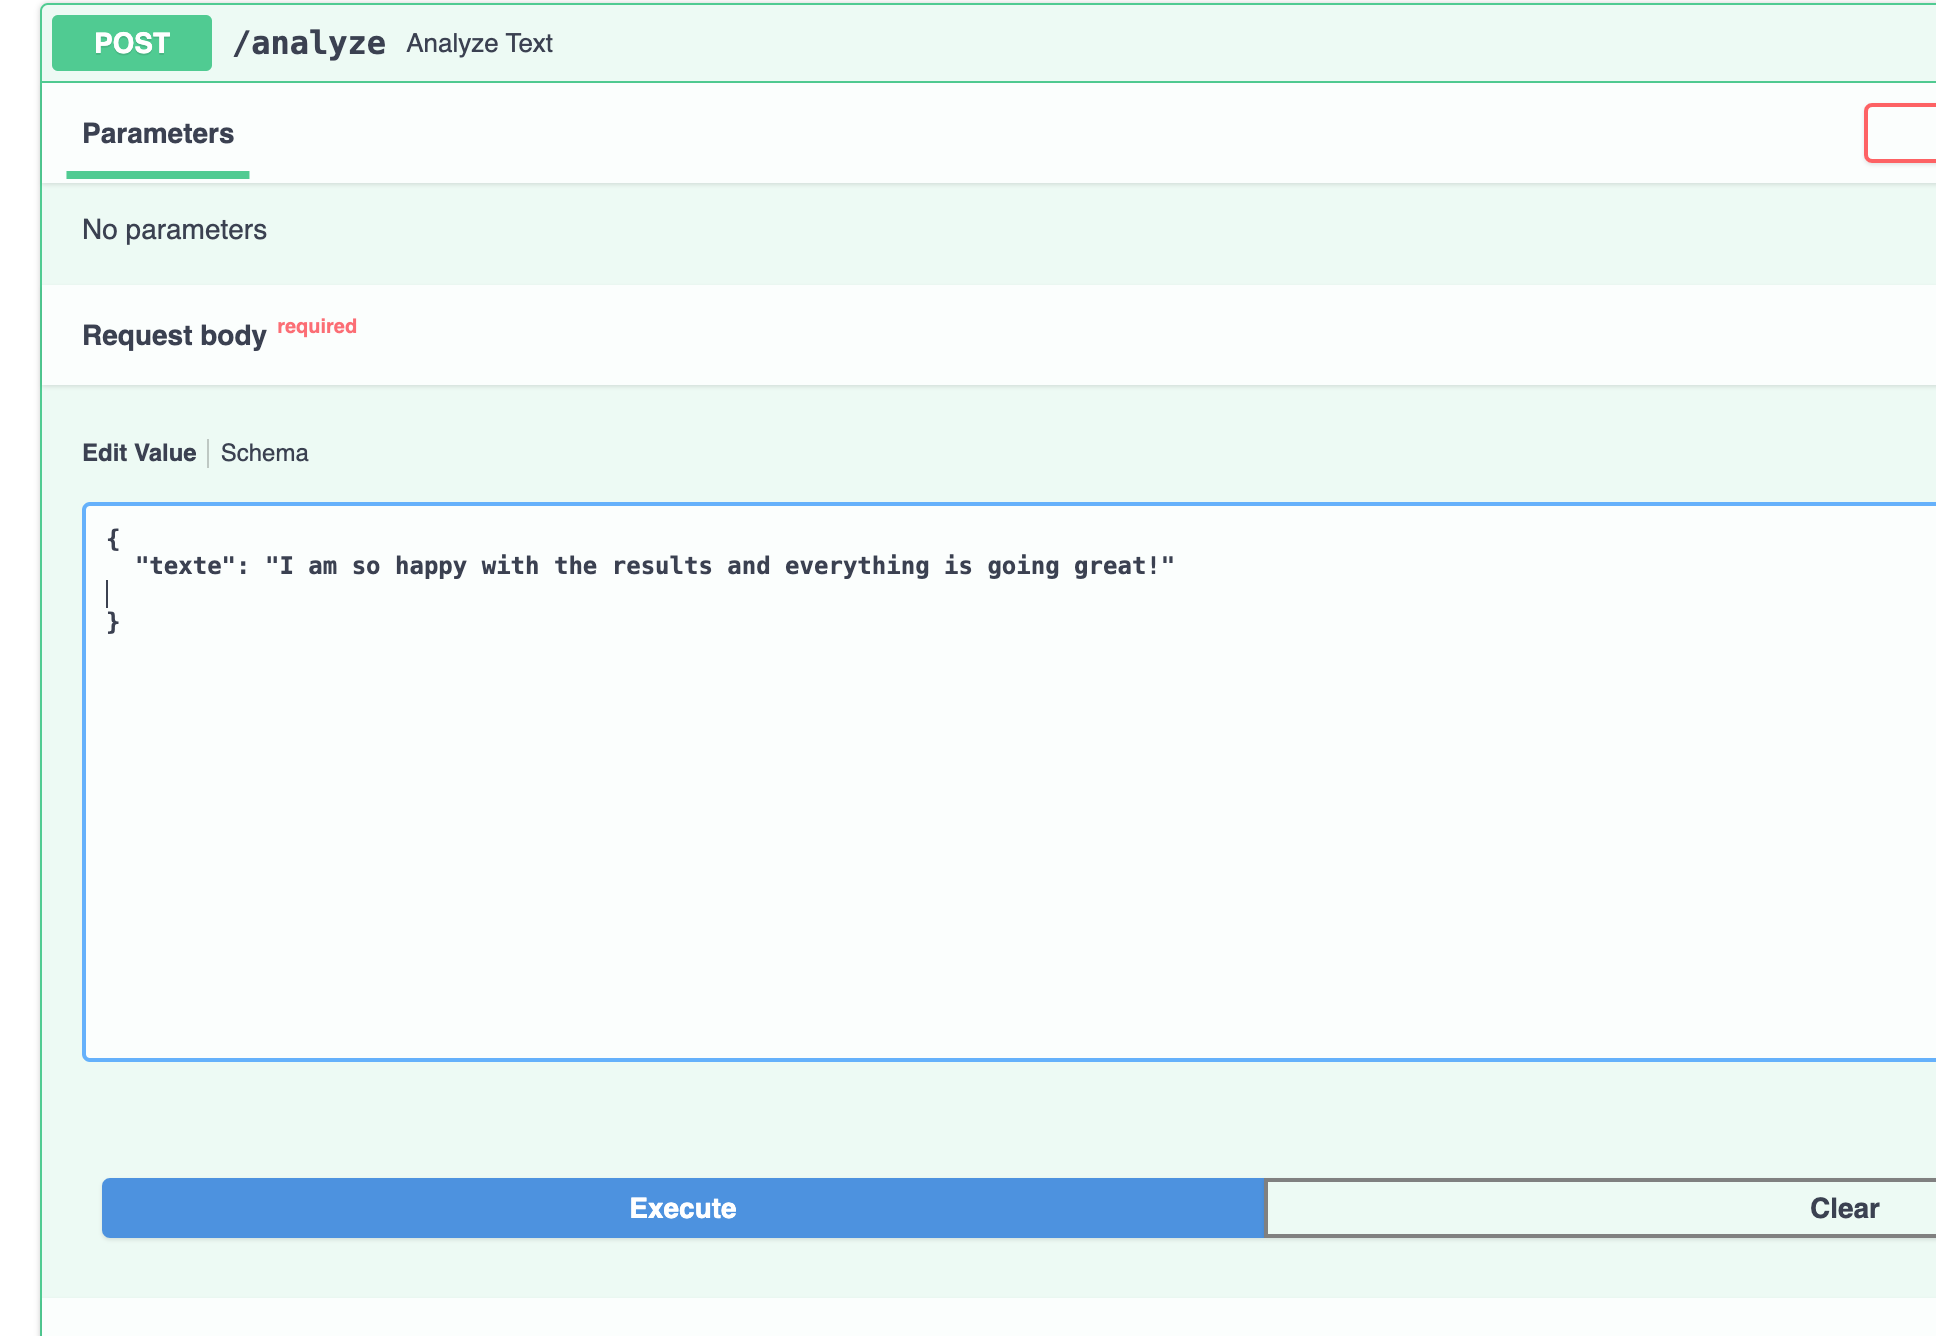 POST /analyze Analyze Text
Parameters
No parameters
Request body required
Edit Value Schema
{
"texte": "I am so happy with the results and everything is going great!"
}
Execute Clear